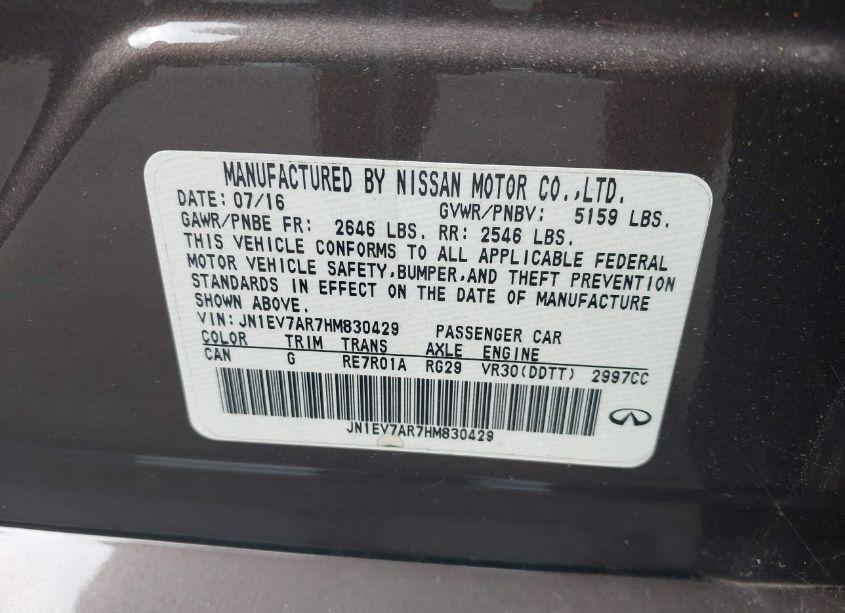 MANUFACTURED BY NISSAN MOTOR CO.,LTD.
DATE: 07/16 GVWR/PNBV: 5159 LBS.
GAWR/PNBE FR: 2646 LBS. RR: 2546 LBS.
THIS VEHICLE CONFORMS TO ALL APPLICABLE FEDERAL
MOTOR VEHICLE SAFETY,BUMPER,AND THEFT PREVENTION
STANDARDS IN EFFECT ON THE DATE OF MANUFACTURE
SHOWN ABOVE.
VIN:JN1EV7AR7HM830429 PASSENGER CAR
COLOR TRIM TRANS AXLE ENGINE
CAN G RE7R01A RG29 VR30(DDTT) 2997CC
JN1EV7AR7HM830429